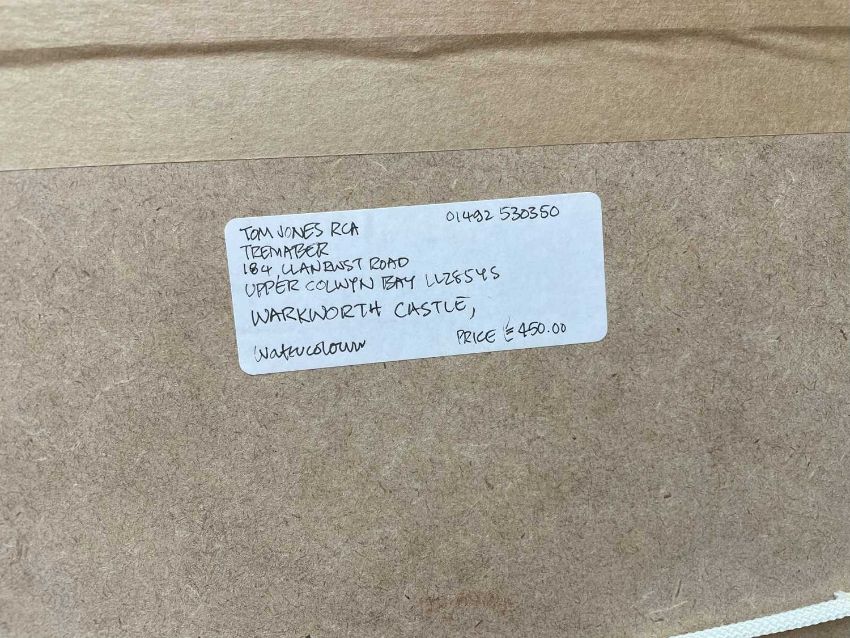 TOM JONES RCA 01492 530350
TREMABER
184, LLANRWST ROAD
UPPER COLWYN BAY LL285YS
WARKWORTH CASTLE,
Watercolour PRICE £450.00